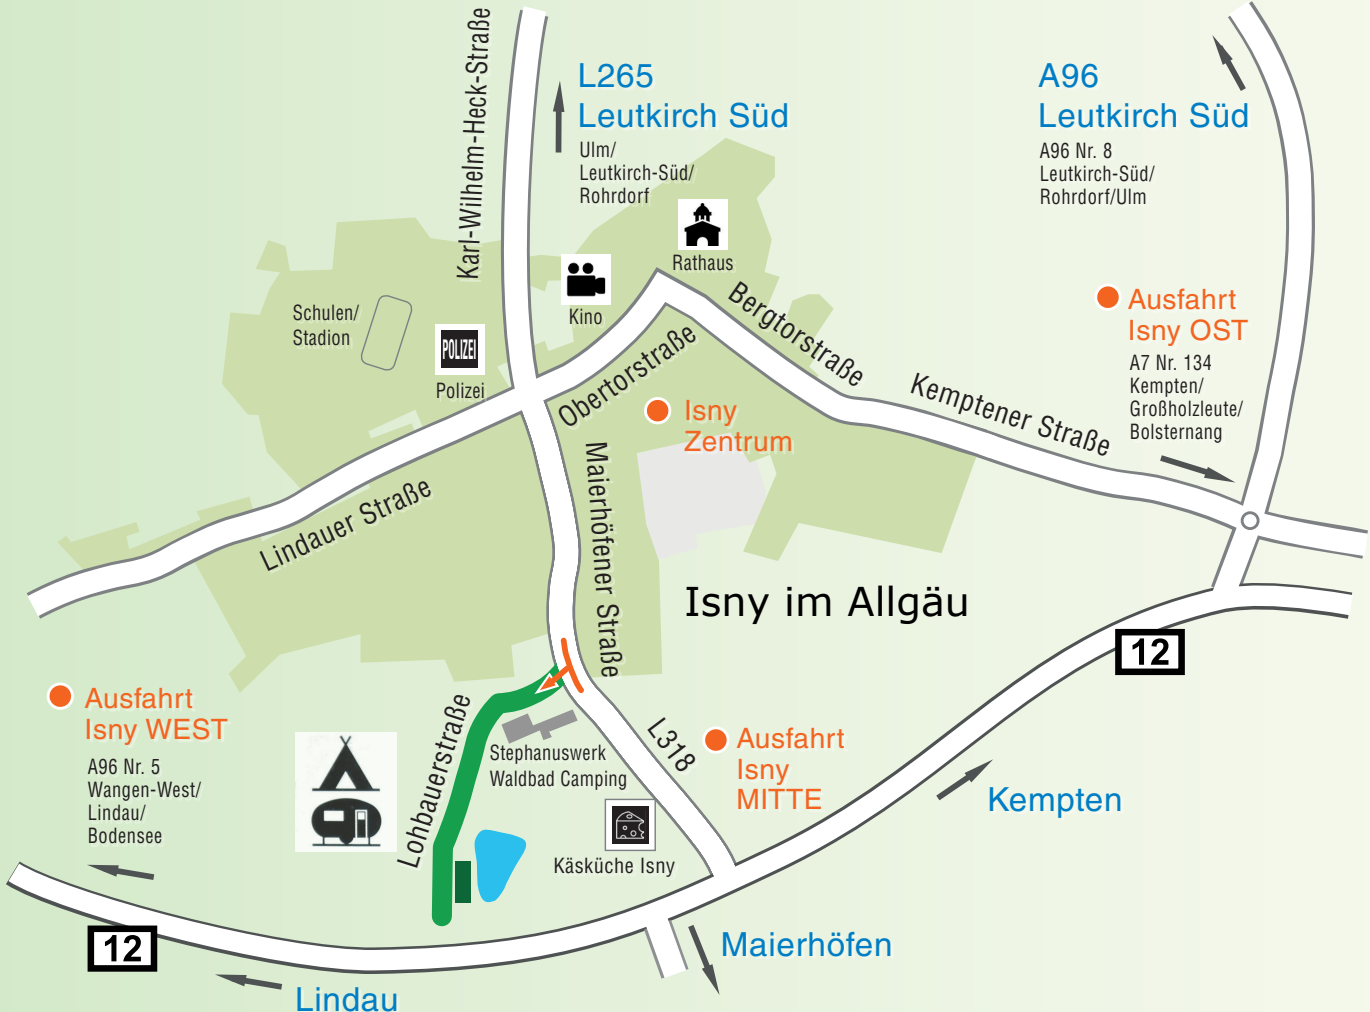 Karl-Wilhelm-Heck-Straße
L265
Leutkirch Süd
Ulm/
Leutkirch-Süd/
Rohrdorf
A96
Leutkirch Süd
A96 Nr. 8
Leutkirch-Süd/
Rohrdorf/Ulm
Rathaus
Kino
Schulen/
Stadion
POLIZEI
Polizei
Bergtorstraße
Obertorstraße
Ausfahrt
Isny OST
A7 Nr. 134
Kempten/
Großholzleute/
Bolsternang
Kemptener Straße
Isny
Zentrum
Lindauer Straße
Maierhöfener Straße
Isny im Allgäu
12
Ausfahrt
Isny WEST
A96 Nr. 5
Wangen-West/
Lindau/
Bodensee
Lohbauerstraße
Stephanuswerk
Waldbad Camping
L318
Ausfahrt
Isny
MITTE
Kempten
Käsküche Isny
12
Maierhöfen
Lindau